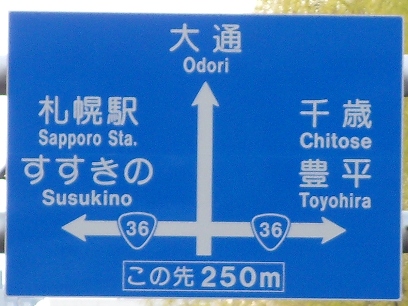 大通
Odori
札幌駅
Sapporo Sta.
すすきの
Susukino
千歳
Chitose
豊平
Toyohira
36
36
この先 250m